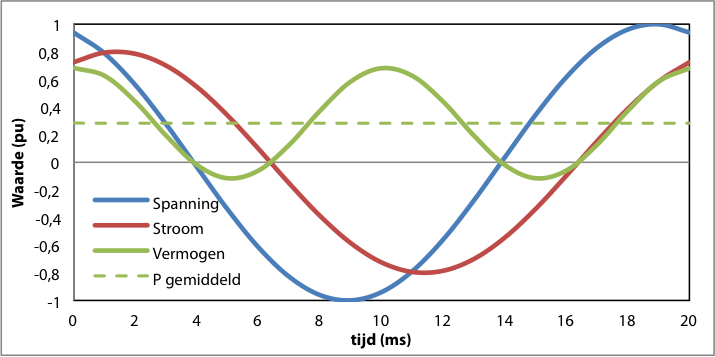 Waarde (pu)
1
0,8
0,6
0,4
0,2
0
-0,2
-0,4
-0,6
-0,8
-1
Spanning
Stroom
Vermogen
P gemiddeld
0 2 4 6 8 10 12 14 16 18 20
tijd (ms)